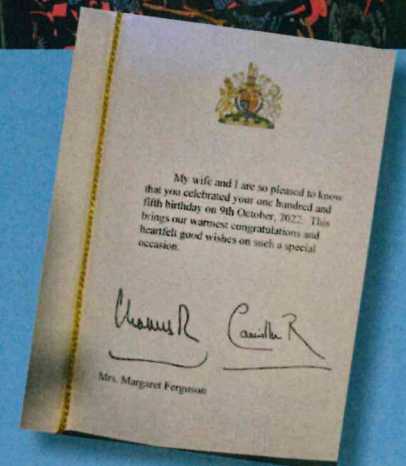 My wife and I are so pleased to know
that you celebrated your one hundred and
fifth birthday on 9th October, 2022. This
brings our warmest congratulations and
heartfelt good wishes on such a special
occasion.
Charles R Camilla R
Mrs. Margaret Ferguson